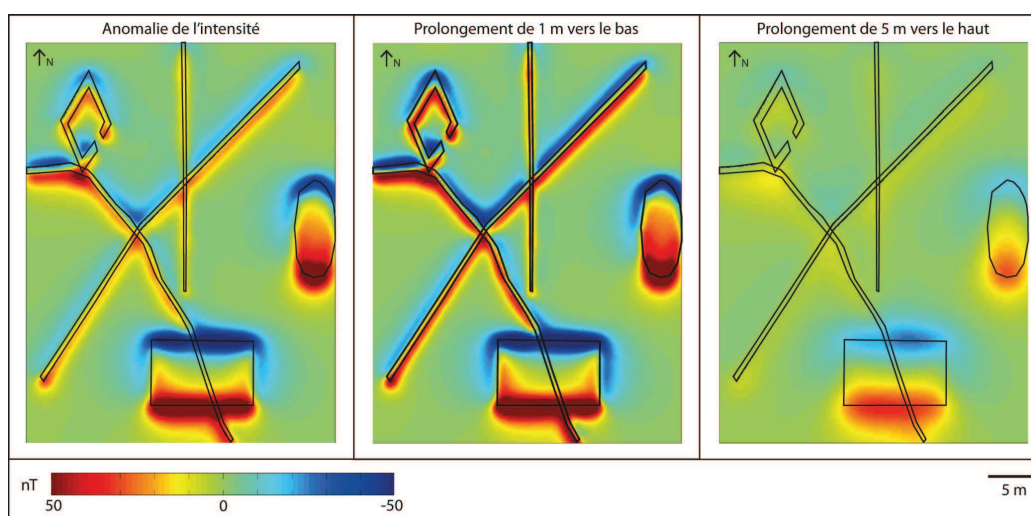 Anomalie de l'intensité
Prolongement de 1 m vers le bas
Prolongement de 5 m vers le haut
N
N
N
nT
50
0
-50
5 m